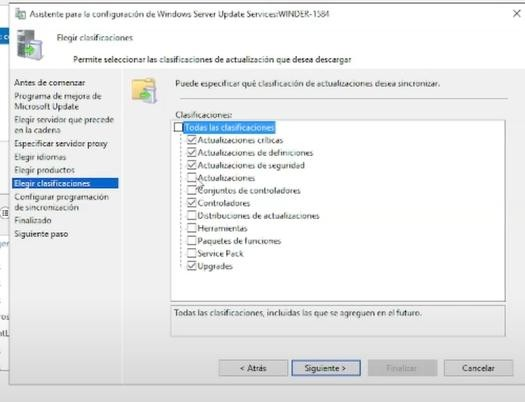 Asistente para la configuración de Windows Server Update Services:WINDER-1584
Elegir clasificaciones
Permite seleccionar las clasificaciones de actualización que desea descargar
Antes de comenzar
Programa de mejora de
Microsoft Update
Elegir servidor que precede
en la cadena
Especificar servidor proxy
Elegir idiomas
Elegir productos
Elegir clasificaciones
Configurar programación
de sincronización
Finalizado
Siguiente paso
Puede especificar qué clasificación de actualizaciones desea sincronizar.
Clasificaciones:
Todas las clasificaciones
Actualizaciones críticas
Actualizaciones de definiciones
Actualizaciones de seguridad
Actualizaciones
Conjuntos de controladores
Controladores
Distribuciones de actualizaciones
Herramientas
Paquetes de funciones
Service Pack
Upgrades
Todas las clasificaciones, incluidas las que se agreguen en el futuro.
< Atrás
Siguiente >
Finalizar
Cancelar